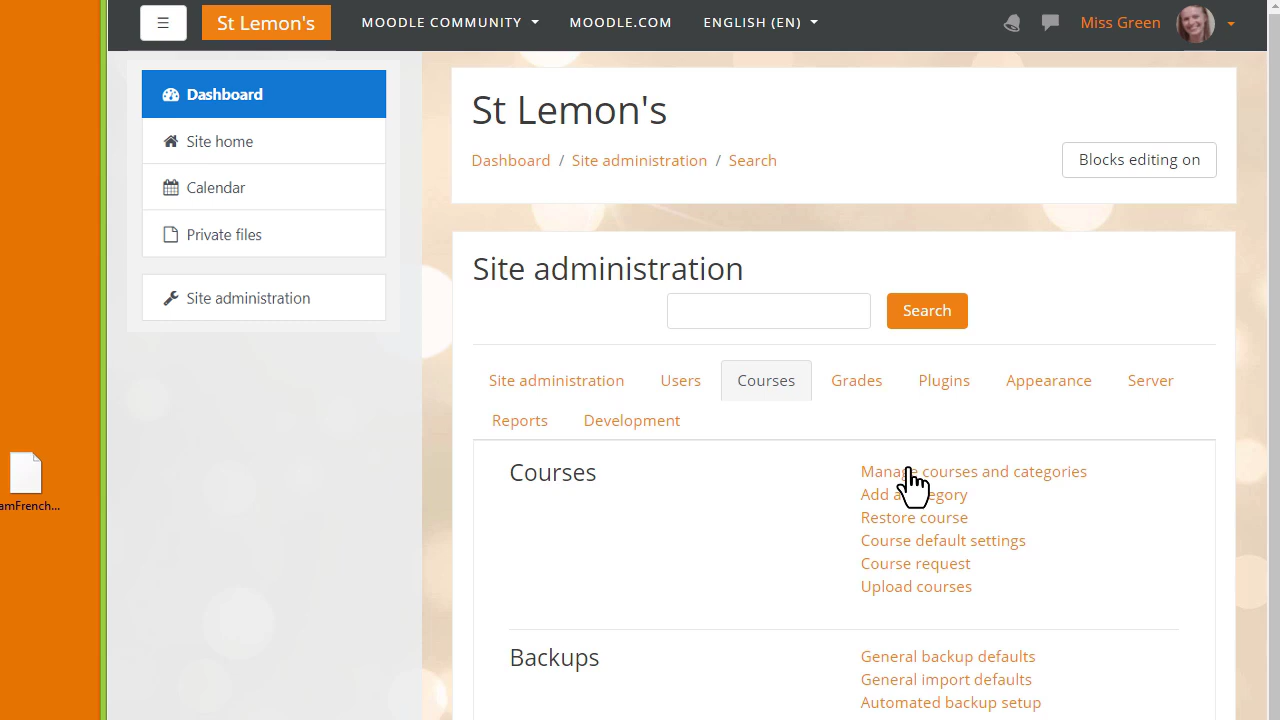 St Lemon's MOODLE COMMUNITY MOODLE.COM ENGLISH (EN) Miss Green
Dashboard
Site home
Calendar
Private files
Site administration
amFrench...
St Lemon's
Dashboard / Site administration / Search
Blocks editing on
Site administration
Search
Site administration Users Courses Grades Plugins Appearance Server
Reports Development
Courses
Manage courses and categories
Add a category
Restore course
Course default settings
Course request
Upload courses
Backups
General backup defaults
General import defaults
Automated backup setup